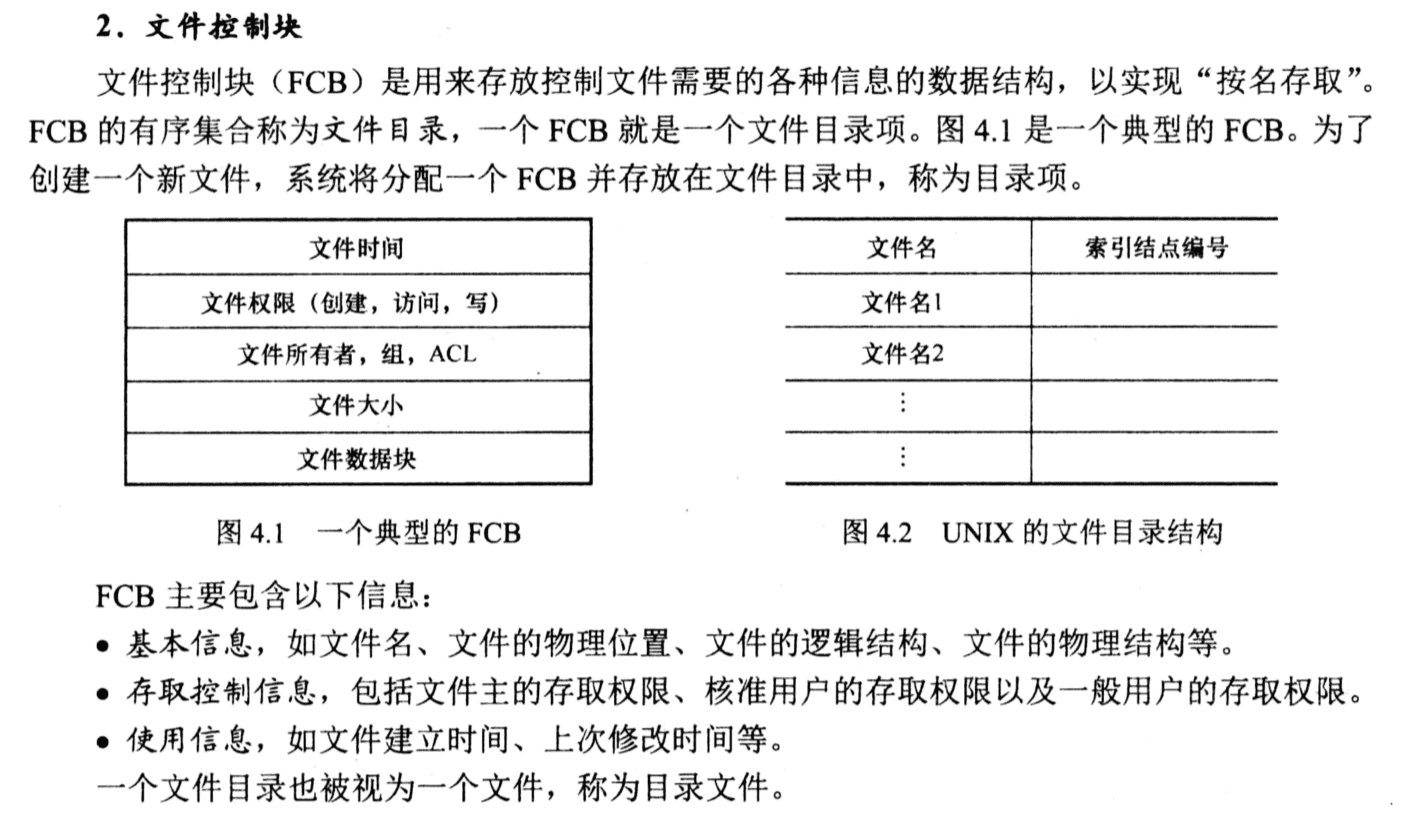 2．文件控制块
文件控制块（FCB）是用来存放控制文件需要的各种信息的数据结构，以实现“按名存取”。
FCB 的有序集合称为文件目录，一个 FCB 就是一个文件目录项。图 4.1 是一个典型的 FCB。为了
创建一个新文件，系统将分配一个 FCB 并存放在文件目录中，称为目录项。
文件时间
文件权限（创建，访问，写）
文件所有者，组，ACL
文件大小
文件数据块
图 4.1 一个典型的 FCB
文件名 索引结点编号
文件名1
文件名2
⋮
⋮
图 4.2 UNIX 的文件目录结构
FCB 主要包含以下信息：
● 基本信息，如文件名、文件的物理位置、文件的逻辑结构、文件的物理结构等。
● 存取控制信息，包括文件主的存取权限、核准用户的存取权限以及一般用户的存取权限。
● 使用信息，如文件建立时间、上次修改时间等。
一个文件目录也被视为一个文件，称为目录文件。